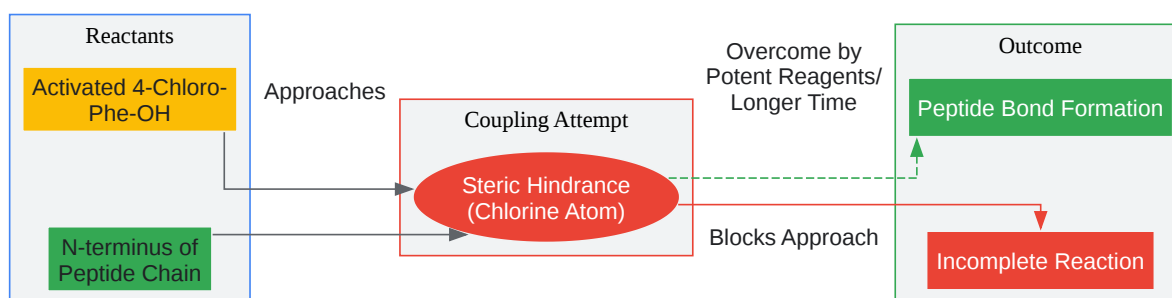 Reactants
Activated 4-Chloro-
Phe-OH
N-terminus of
Peptide Chain
Approaches
Coupling Attempt
Steric Hindrance
(Chlorine Atom)
Overcome by
Potent Reagents/
Longer Time
Blocks Approach
Outcome
Peptide Bond Formation
Incomplete Reaction